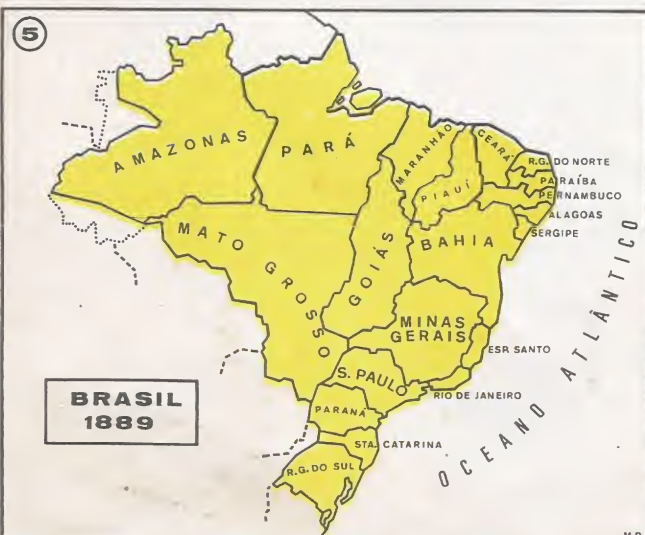 5
AMAZONAS
PARÁ
MARANHÃO
CEARÁ
R.G. DO NORTE
PARAÍBA
PIAUÍ
PERNAMBUCO
ALAGOAS
SERGIPE
MATO GROSSO
GOIÁS
BAHIA
MINAS
GERAIS
ESP. SANTO
S. PAULO
RIO DE JANEIRO
PARANÁ
STA. CATARINA
R.G. DO SUL
OCEANO ATLÂNTICO
BRASIL
1889